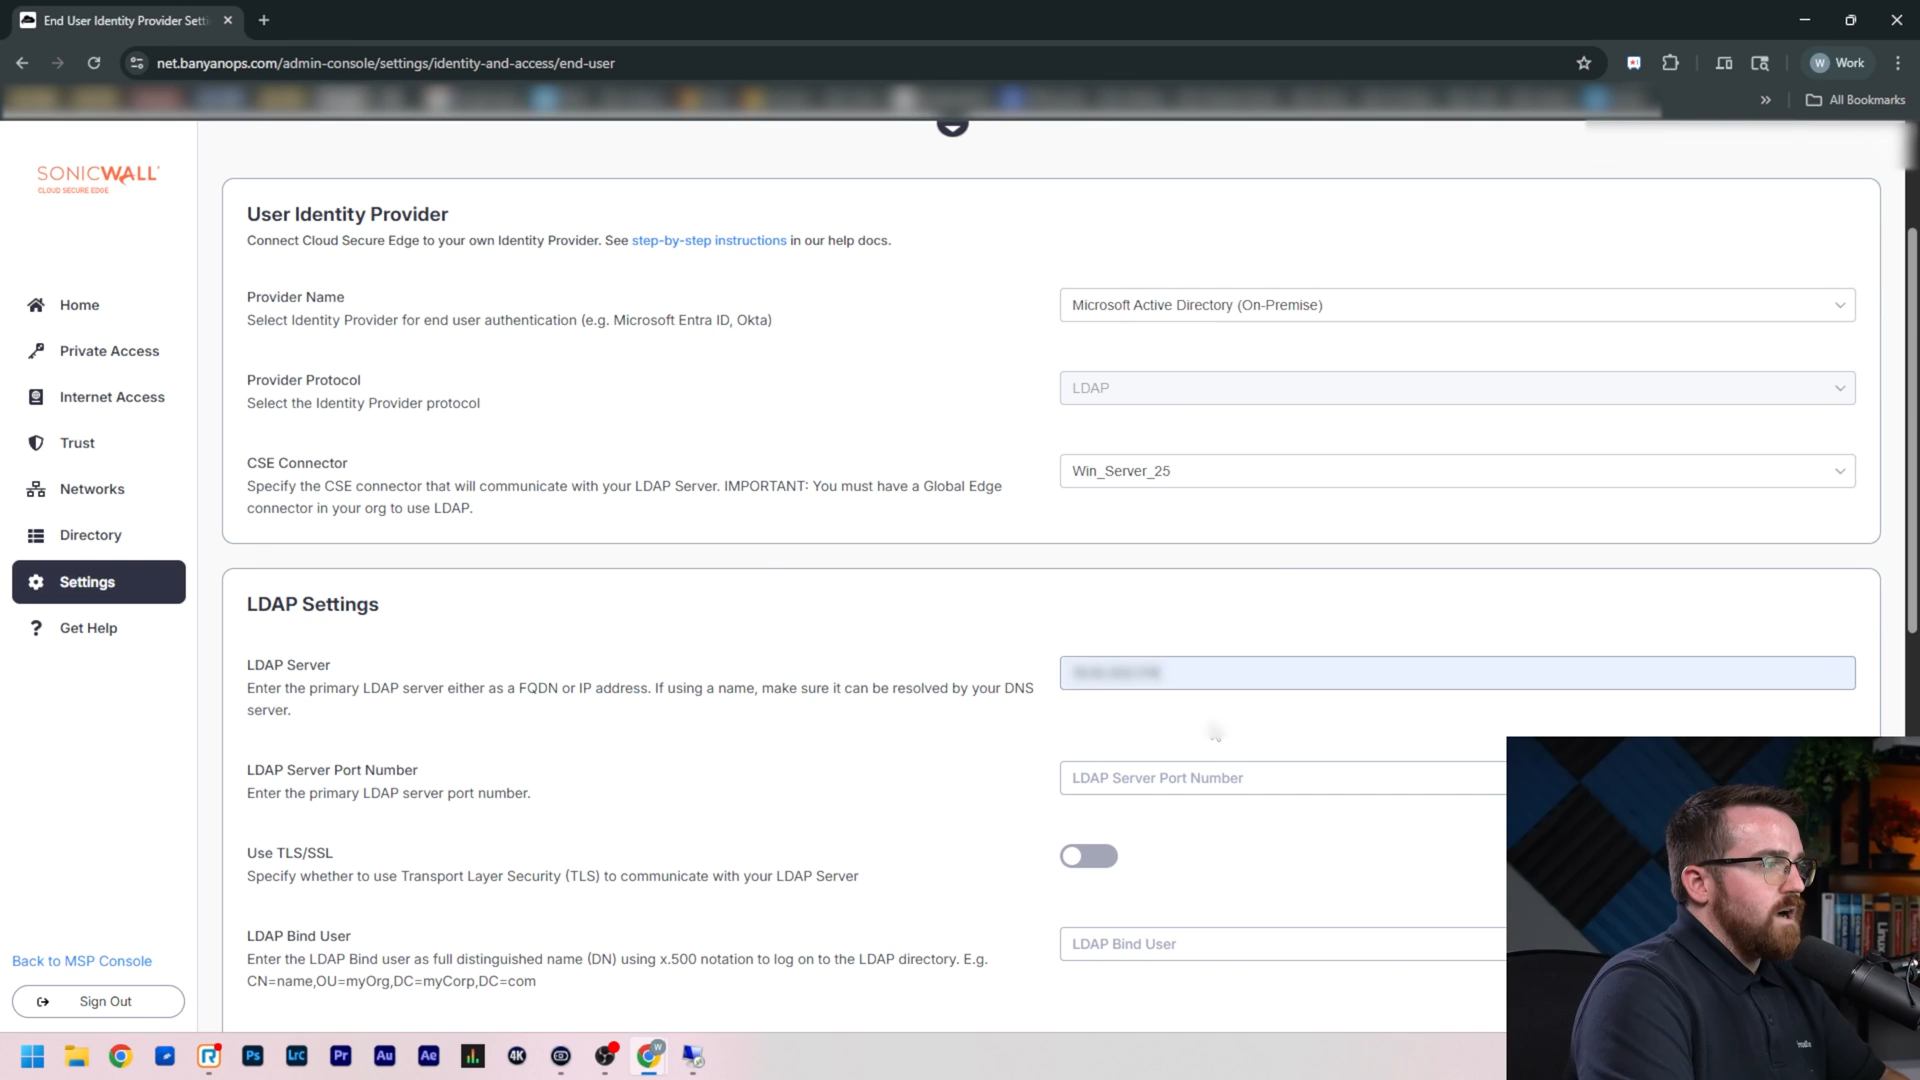 End User Identity Provider Setti
net.banyanops.com/admin-console/settings/identity-and-access/end-user
W Work
All Bookmarks
SONICWALL
CLOUD SECURE EDGE
Home
Private Access
Internet Access
Trust
Networks
Directory
Settings
Get Help
Back to MSP Console
Sign Out
User Identity Provider
Connect Cloud Secure Edge to your own Identity Provider. See step-by-step instructions in our help docs.
Provider Name
Select Identity Provider for end user authentication (e.g. Microsoft Entra ID, Okta)
Microsoft Active Directory (On-Premise)
Provider Protocol
Select the Identity Provider protocol
LDAP
CSE Connector
Specify the CSE connector that will communicate with your LDAP Server. IMPORTANT: You must have a Global Edge
connector in your org to use LDAP.
Win_Server_25
LDAP Settings
LDAP Server
Enter the primary LDAP server either as a FQDN or IP address. If using a name, make sure it can be resolved by your DNS
server.
LDAP Server Port Number
Enter the primary LDAP server port number.
LDAP Server Port Number
Use TLS/SSL
Specify whether to use Transport Layer Security (TLS) to communicate with your LDAP Server
LDAP Bind User
Enter the LDAP Bind user as full distinguished name (DN) using x.500 notation to log on to the LDAP directory. E.g.
CN=name,OU=myOrg,DC=myCorp,DC=com
LDAP Bind User
Ps
LrC
Pr
Au
Ae
4K
W
Linux